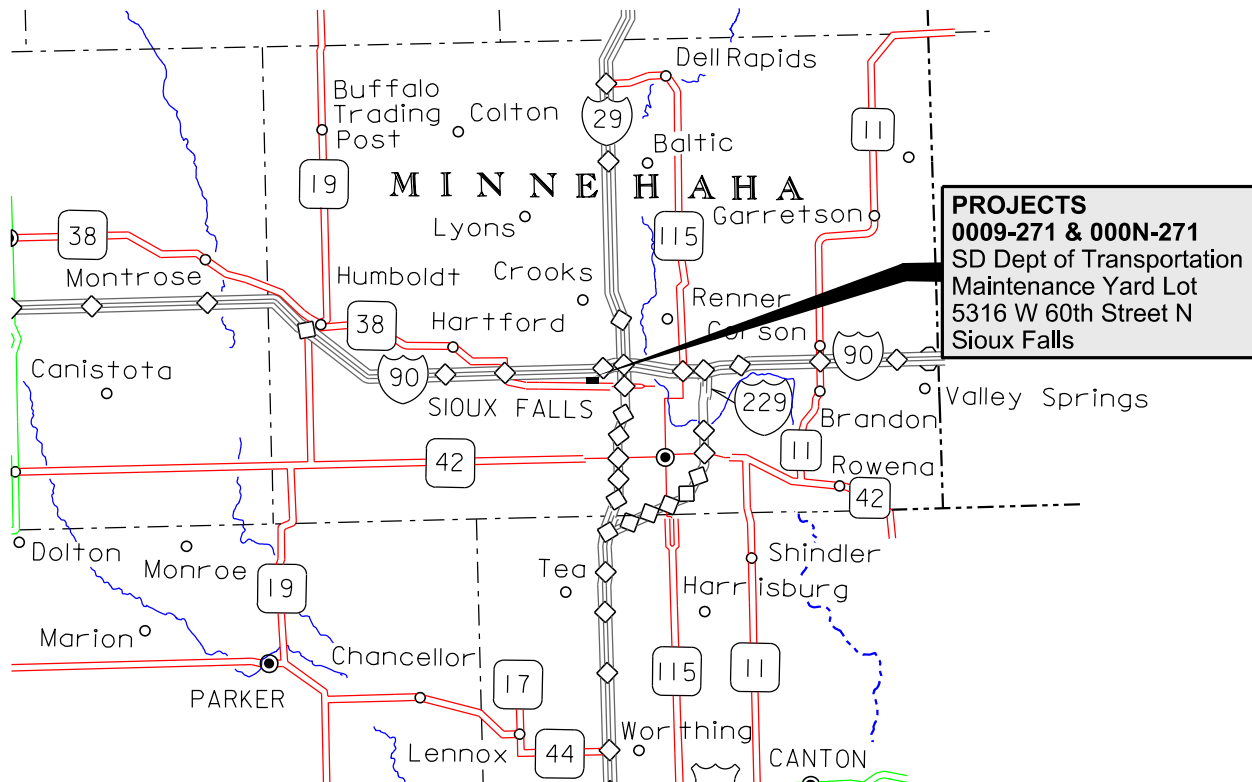 Dell Rapids
Buffalo
Trading
Post
Colton
29
11
Baltic
19
MINNEHAHA
PROJECTS
0009-271 & 000N-271
SD Dept of Transportation
Maintenance Yard Lot
5316 W 60th Street N
Sioux Falls
Lyons
115
Garretson
38
Montrose
Humboldt
Crooks
38
Hartford
Renner
Corson
90
90
Canistota
SIOUX FALLS
229
Brandon
Valley Springs
42
11
Rowena
42
Dolton
Monroe
19
Tea
Shindler
Harrisburg
Marion
Chancellor
17
115
11
PARKER
Lennox
44
Worthing
CANTON